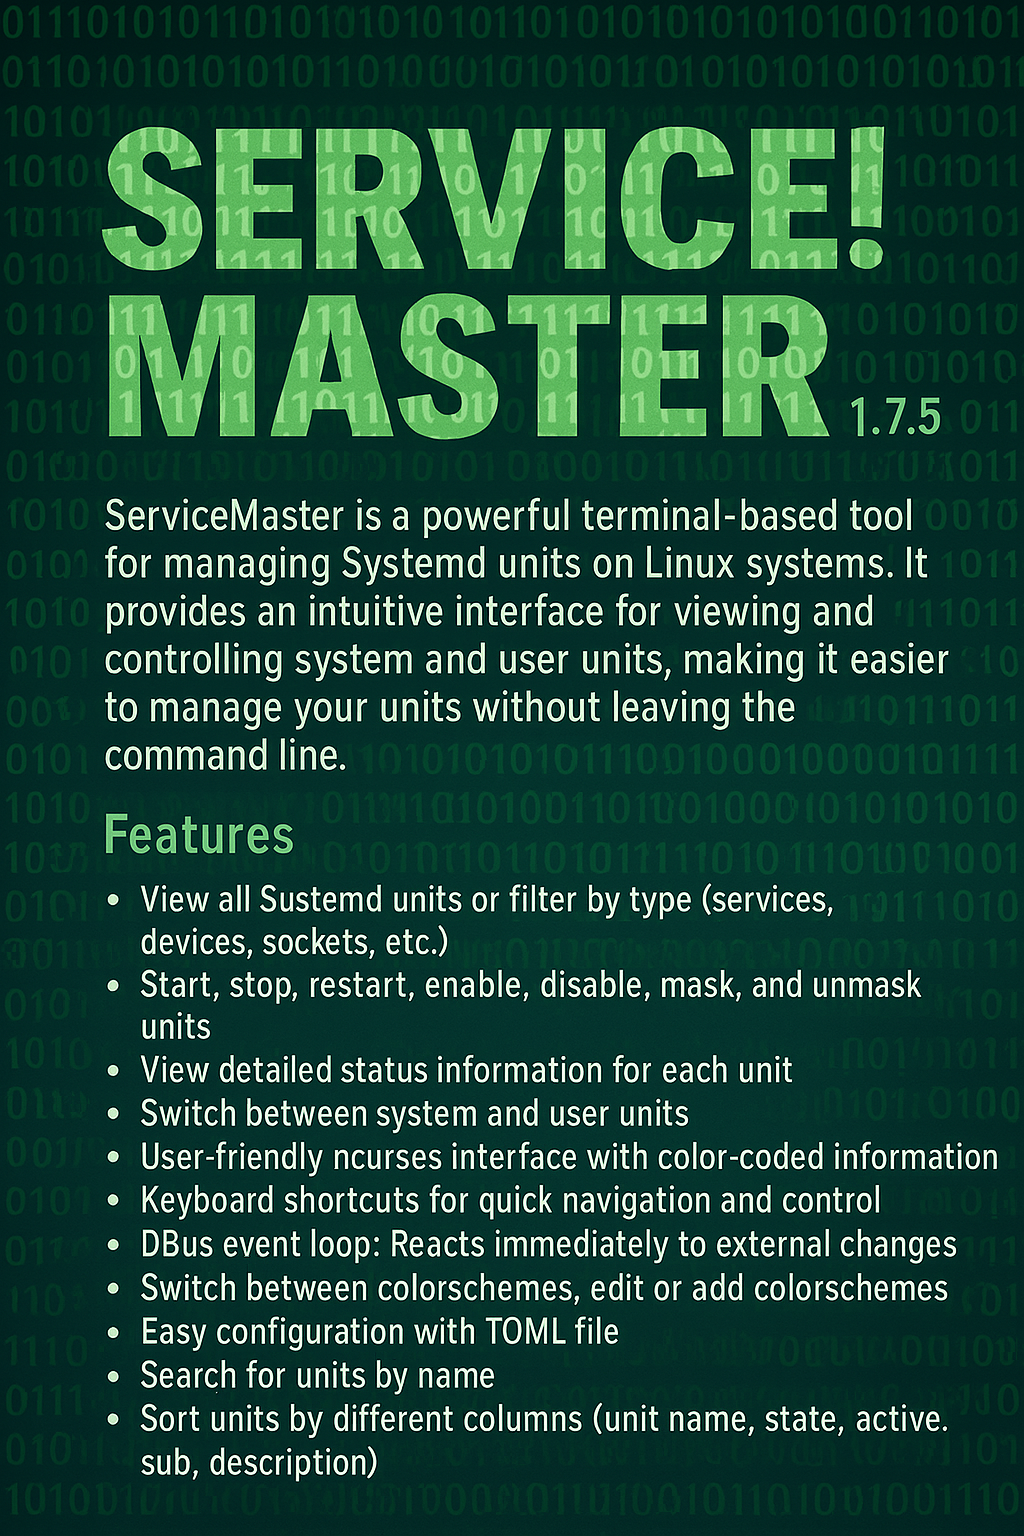 SERVICE!
MASTER 1.7.5
ServiceMaster is a powerful terminal-based tool
for managing Systemd units on Linux systems. It
provides an intuitive interface for viewing and
controlling system and user units, making it easier
to manage your units without leaving the
command line.
Features
• View all Sustemd units or filter by type (services,
devices, sockets, etc.)
• Start, stop, restart, enable, disable, mask, and unmask
units
• View detailed status information for each unit
• Switch between system and user units
• User-friendly ncurses interface with color-coded information
• Keyboard shortcuts for quick navigation and control
• DBus event loop: Reacts immediately to external changes
• Switch between colorschemes, edit or add colorschemes
• Easy configuration with TOML file
• Search for units by name
• Sort units by different columns (unit name, state, active.
sub, description)